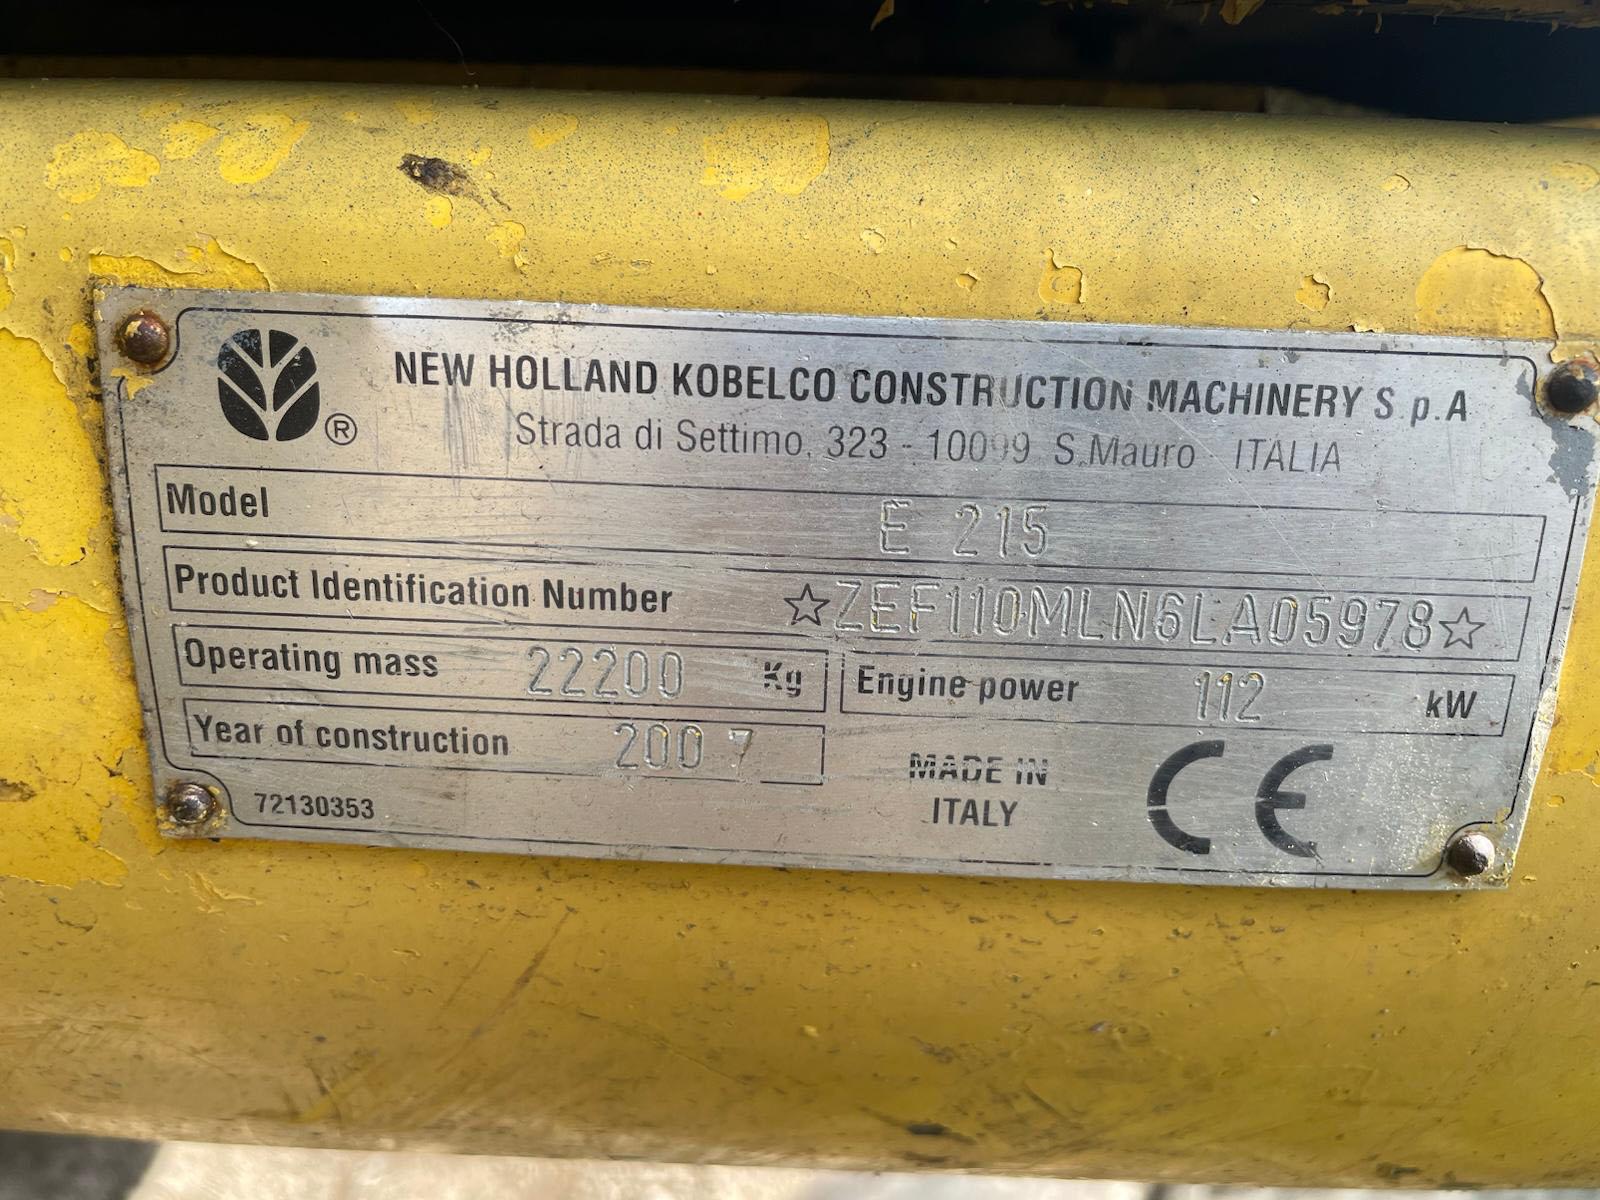 ®
NEW HOLLAND KOBELCO CONSTRUCTION MACHINERY S.p.A
Strada di Settimo, 323 - 10099 S.Mauro ITALIA
Model E 215
Product Identification Number ☆ZEF110MLN6LA05978☆
Operating mass 22200 Kg Engine power 112 kW
Year of construction 2007
MADE IN
ITALY
CE
72130353